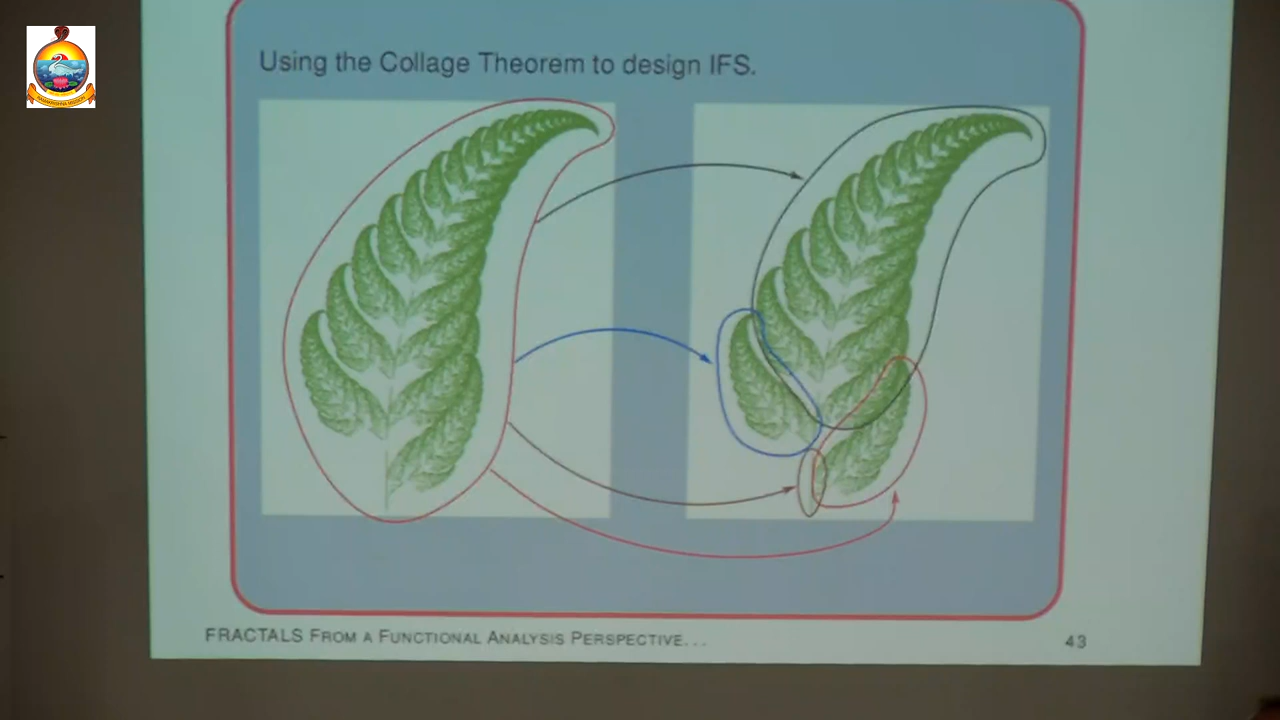 Using the Collage Theorem to design IFS.
FRACTALS FROM A FUNCTIONAL ANALYSIS PERSPECTIVE...
43